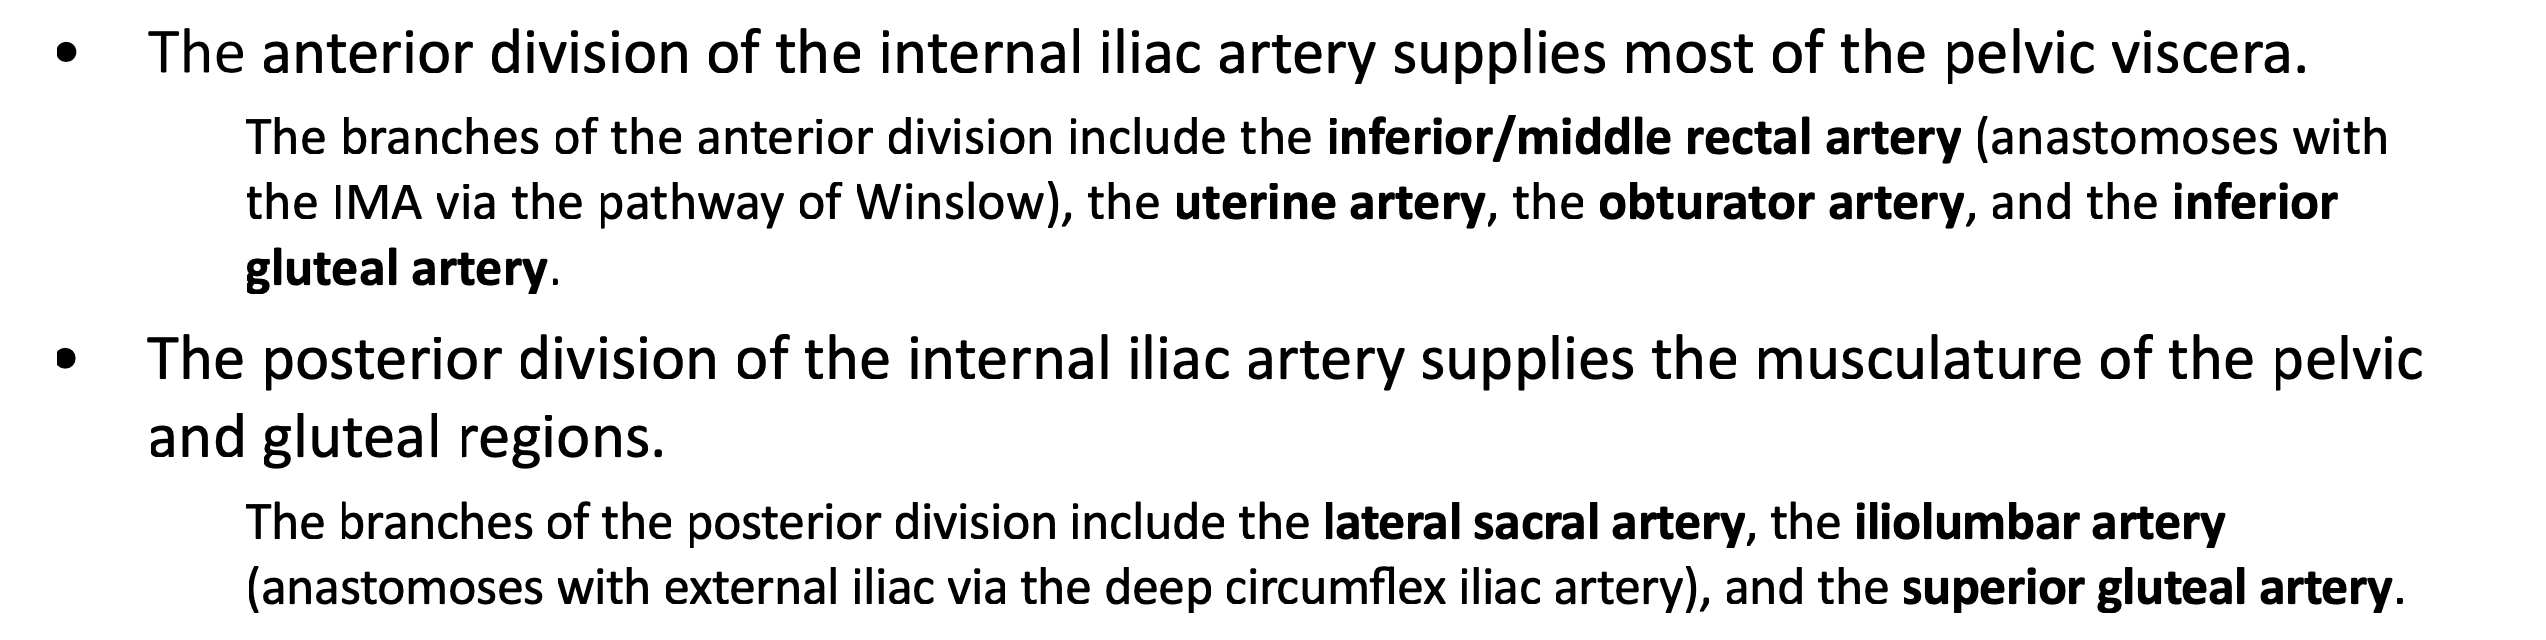 • The anterior division of the internal iliac artery supplies most of the pelvic viscera.
The branches of the anterior division include the inferior/middle rectal artery (anastomoses with
the IMA via the pathway of Winslow), the uterine artery, the obturator artery, and the inferior
gluteal artery.
• The posterior division of the internal iliac artery supplies the musculature of the pelvic
and gluteal regions.
The branches of the posterior division include the lateral sacral artery, the iliolumbar artery
(anastomoses with external iliac via the deep circumflex iliac artery), and the superior gluteal artery.